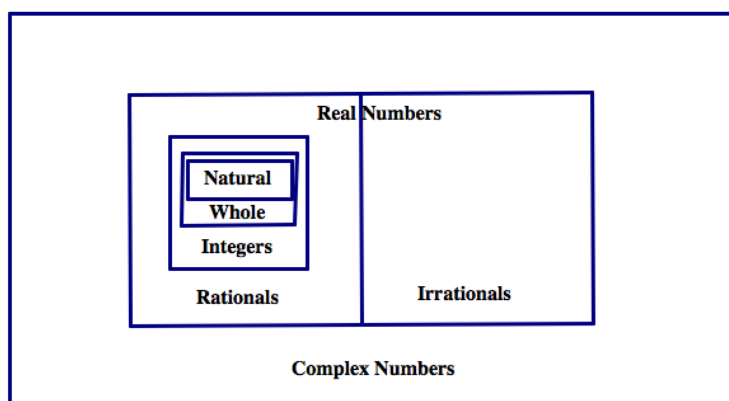 Real Numbers
Natural
Whole
Integers
Rationals
Irrationals
Complex Numbers